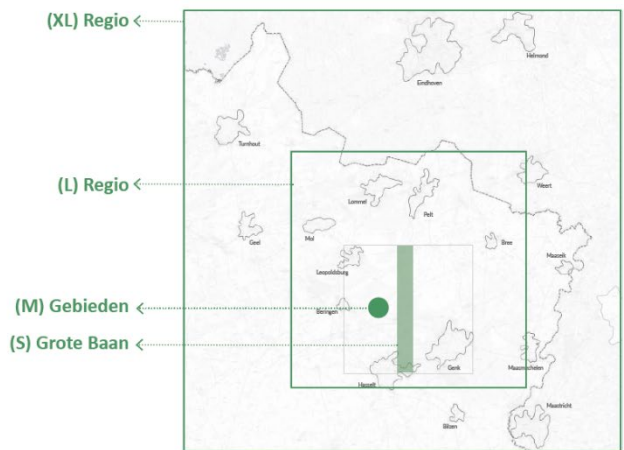 (XL) Regio
Helmond
Eindhoven
Turnhout
(L) Regio
Weert
Lommel
Pelt
Geel
Mol
Bree
Maaseik
Leopoldsburg
(M) Gebieden
Beringen
(S) Grote Baan
Genk
Maasmechelen
Hasselt
Maastricht
Bilzen